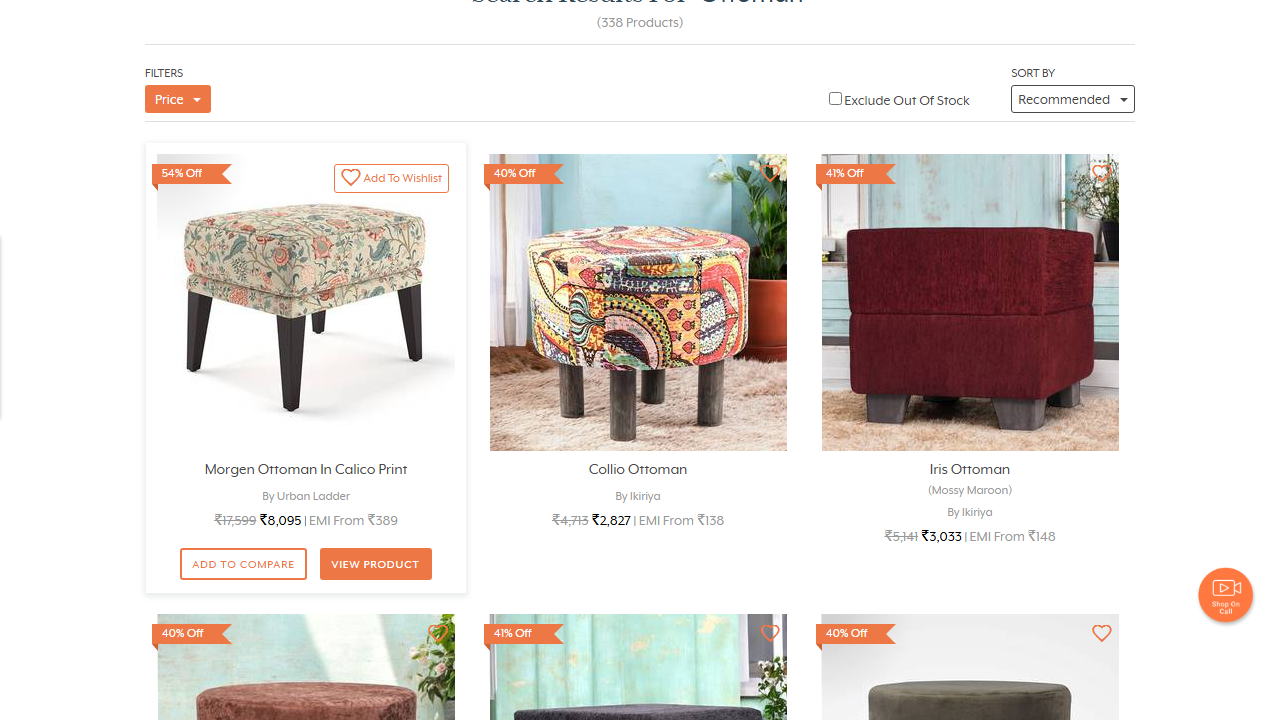 Search Results For "Ottoman"
(338 Products)
FILTERS
SORT BY
Price
Exclude Out Of Stock
Recommended
54% Off
Add To Wishlist
40% Off
41% Off
Morgen Ottoman In Calico Print
By Urban Ladder
₹17,599 ₹8,095 | EMI From ₹389
ADD TO COMPARE
VIEW PRODUCT
Collio Ottoman
By Ikiriya
₹4,713 ₹2,827 | EMI From ₹138
Iris Ottoman
(Mossy Maroon)
By Ikiriya
₹5,141 ₹3,033 | EMI From ₹148
Shop On
Call
40% Off
41% Off
40% Off